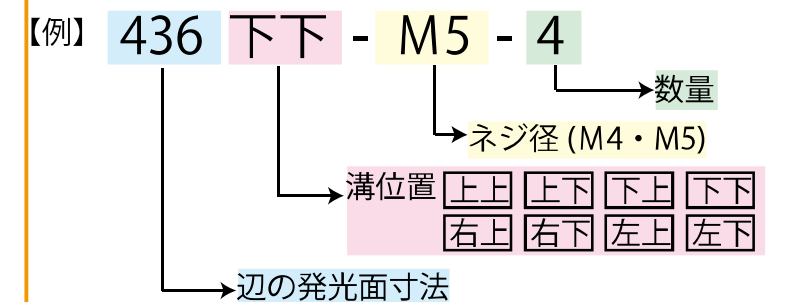 【例】 436下下-M5-4
数量
ネジ径 (M4・M5)
溝位置 上上 上下 下上 下下
右上 右下 左上 左下
辺の発光面寸法